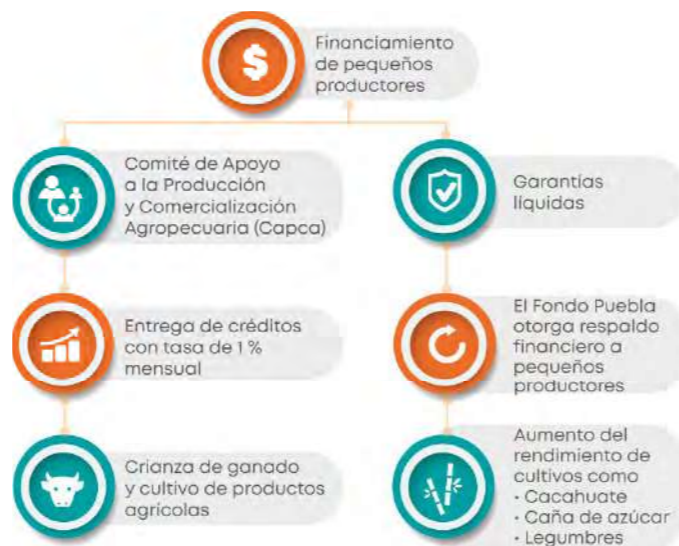 $
Financiamiento
de pequeños
productores
Comité de Apoyo
a la Producción
y Comercialización
Agropecuaria (Capca)
Garantías
líquidas
Entrega de créditos
con tasa de 1 %
mensual
El Fondo Puebla
otorga respaldo
financiero a
pequeños
productores
Crianza de ganado
y cultivo de productos
agrícolas
Aumento del
rendimiento de
cultivos como
• Cacahuate
• Caña de azúcar
• Legumbres